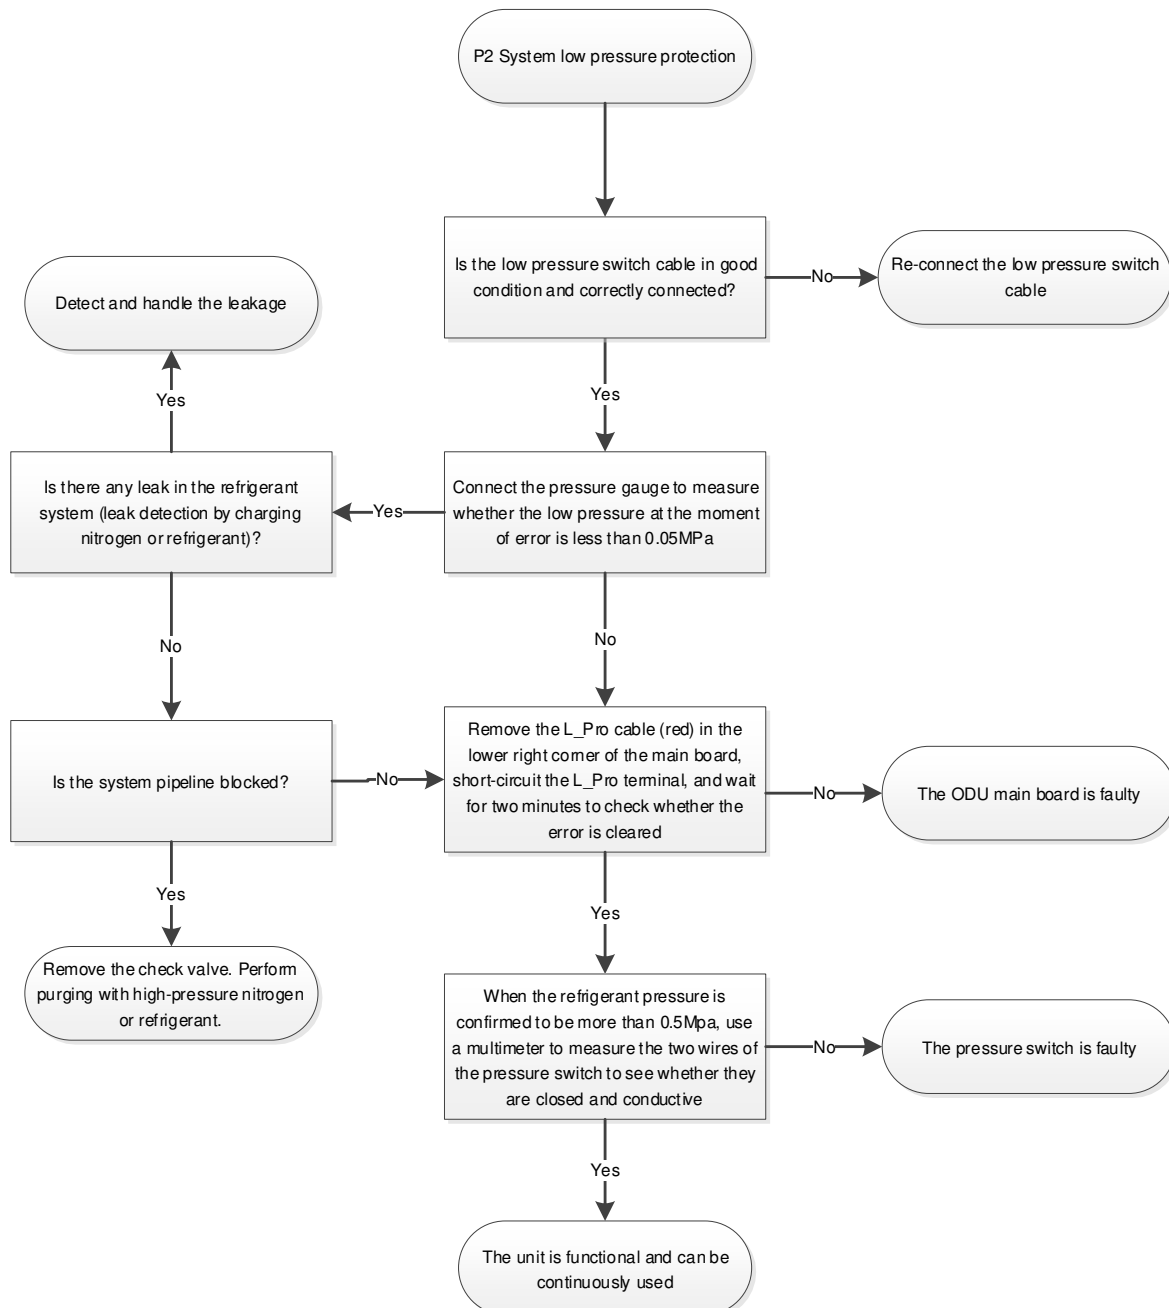 P2 System low pressure protection
Is the low pressure switch cable in good
condition and correctly connected?
No
Re-connect the low pressure switch
cable
Detect and handle the leakage
Yes
Yes
Is there any leak in the refrigerant
system (leak detection by charging
nitrogen or refrigerant)?
Yes
Connect the pressure gauge to measure
whether the low pressure at the moment
of error is less than 0.05MPa
No
No
Is the system pipeline blocked?
No
Remove the L_Pro cable (red) in the
lower right corner of the main board,
short-circuit the L_Pro terminal, and wait
for two minutes to check whether the
error is cleared
No
The ODU main board is faulty
Yes
Yes
Remove the check valve. Perform
purging with high-pressure nitrogen
or refrigerant.
When the refrigerant pressure is
confirmed to be more than 0.5Mpa, use
a multimeter to measure the two wires of
the pressure switch to see whether they
are closed and conductive
No
The pressure switch is faulty
Yes
The unit is functional and can be
continuously used